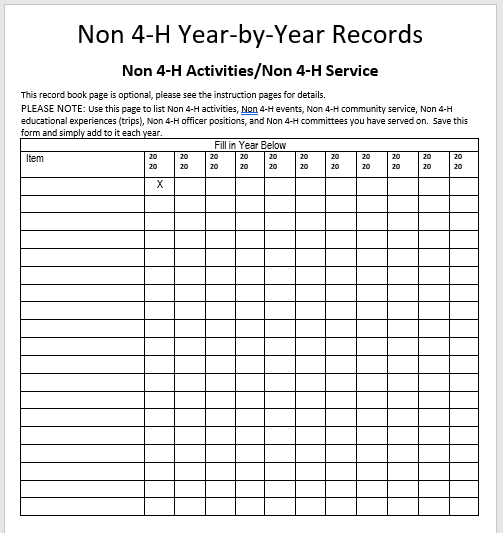 Non 4-H Year-by-Year Records
Non 4-H Activities/Non 4-H Service
This record book page is optional, please see the instruction pages for details.
PLEASE NOTE: Use this page to list Non 4-H activities, Non 4-H events, Non 4-H community service, Non 4-H
educational experiences (trips), Non 4-H officer positions, and Non 4-H committees you have served on. Save this
form and simply add to it each year.
Fill in Year Below
Item 20 20 20 20 20 20 20 20 20 20 20
20 20 20 20 20 20 20 20 20 20 20
X